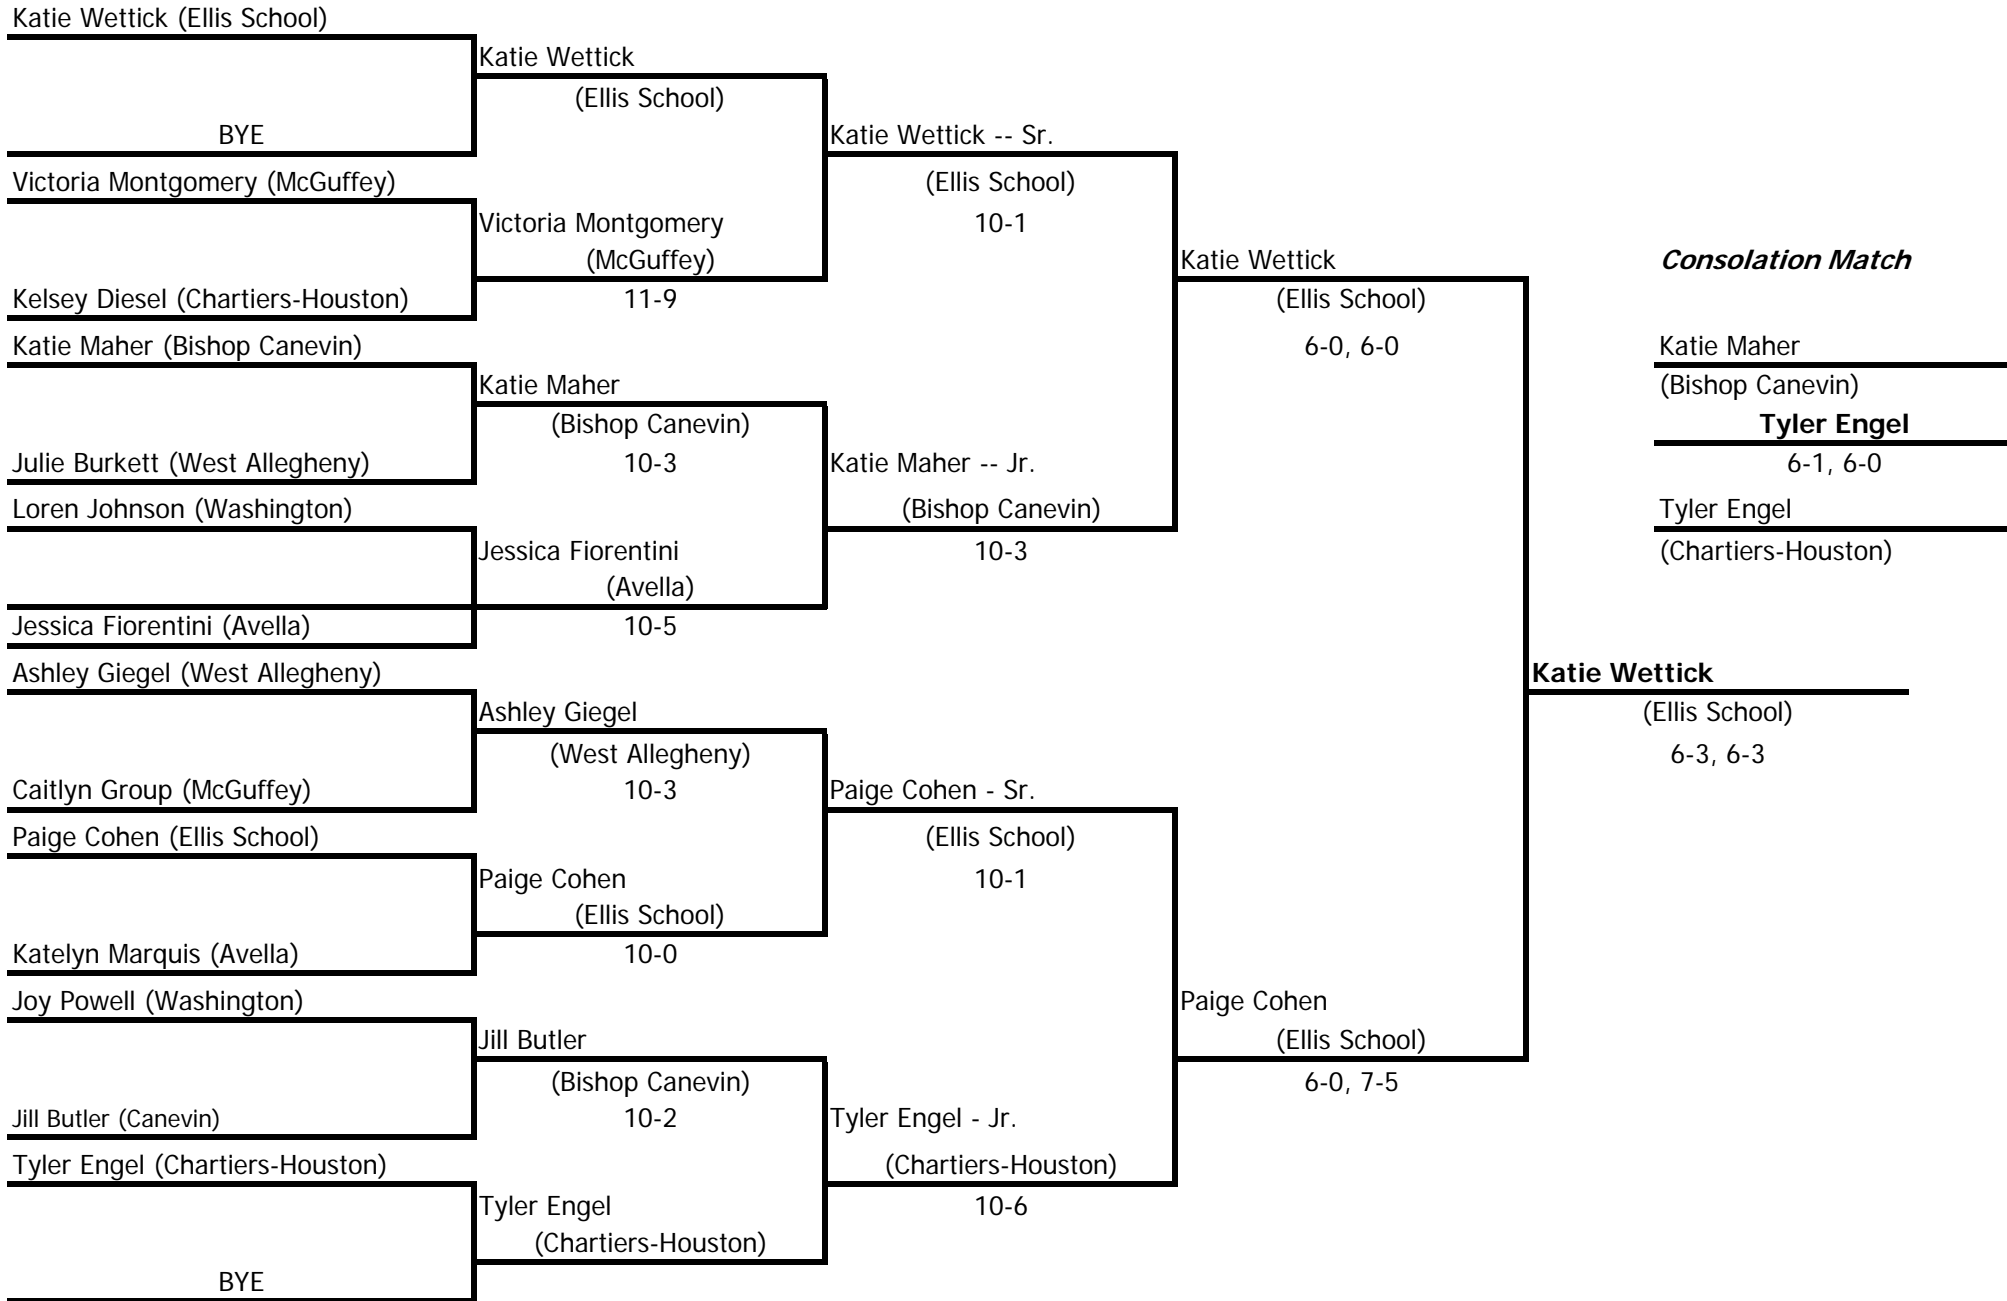 Katie Wettick (Ellis School)
Katie Wettick
(Ellis School)
BYE
Katie Wettick -- Sr.
Victoria Montgomery (McGuffey)
(Ellis School)
Victoria Montgomery
10-1
(McGuffey)
Katie Wettick
Consolation Match
Kelsey Diesel (Chartiers-Houston)
11-9
(Ellis School)
Katie Maher (Bishop Canevin)
6-0, 6-0
Katie Maher
Katie Maher
(Bishop Canevin)
(Bishop Canevin)
Tyler Engel
Julie Burkett (West Allegheny)
10-3
Katie Maher -- Jr.
6-1, 6-0
Loren Johnson (Washington)
(Bishop Canevin)
Tyler Engel
Jessica Fiorentini
10-3
(Chartiers-Houston)
(Avella)
Jessica Fiorentini (Avella)
10-5
Ashley Giegel (West Allegheny)
Katie Wettick
Ashley Giegel
(Ellis School)
(West Allegheny)
6-3, 6-3
Caitlyn Group (McGuffey)
10-3
Paige Cohen - Sr.
Paige Cohen (Ellis School)
(Ellis School)
Paige Cohen
10-1
(Ellis School)
Katelyn Marquis (Avella)
10-0
Joy Powell (Washington)
Paige Cohen
Jill Butler
(Ellis School)
(Bishop Canevin)
6-0, 7-5
Jill Butler (Canevin)
10-2
Tyler Engel - Jr.
Tyler Engel (Chartiers-Houston)
(Chartiers-Houston)
Tyler Engel
10-6
(Chartiers-Houston)
BYE